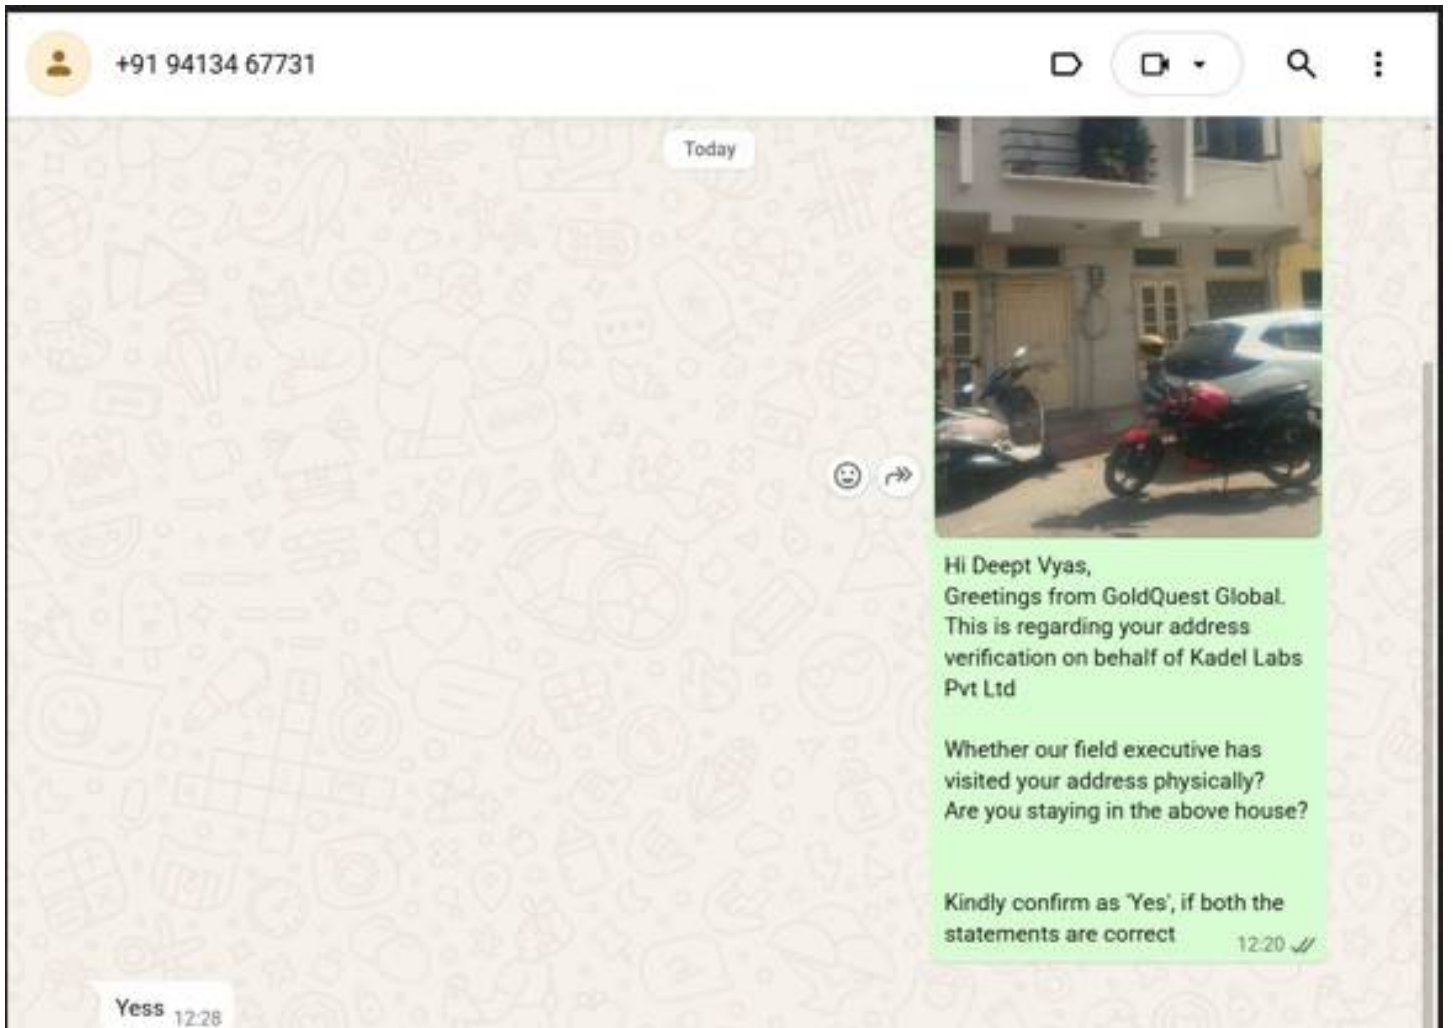 +91 94134 67731
Today
Hi Deept Vyas,
Greetings from GoldQuest Global.
This is regarding your address
verification on behalf of Kadel Labs
Pvt Ltd
Whether our field executive has
visited your address physically?
Are you staying in the above house?
Kindly confirm as 'Yes', if both the
statements are correct
12:20
Yess
12:28